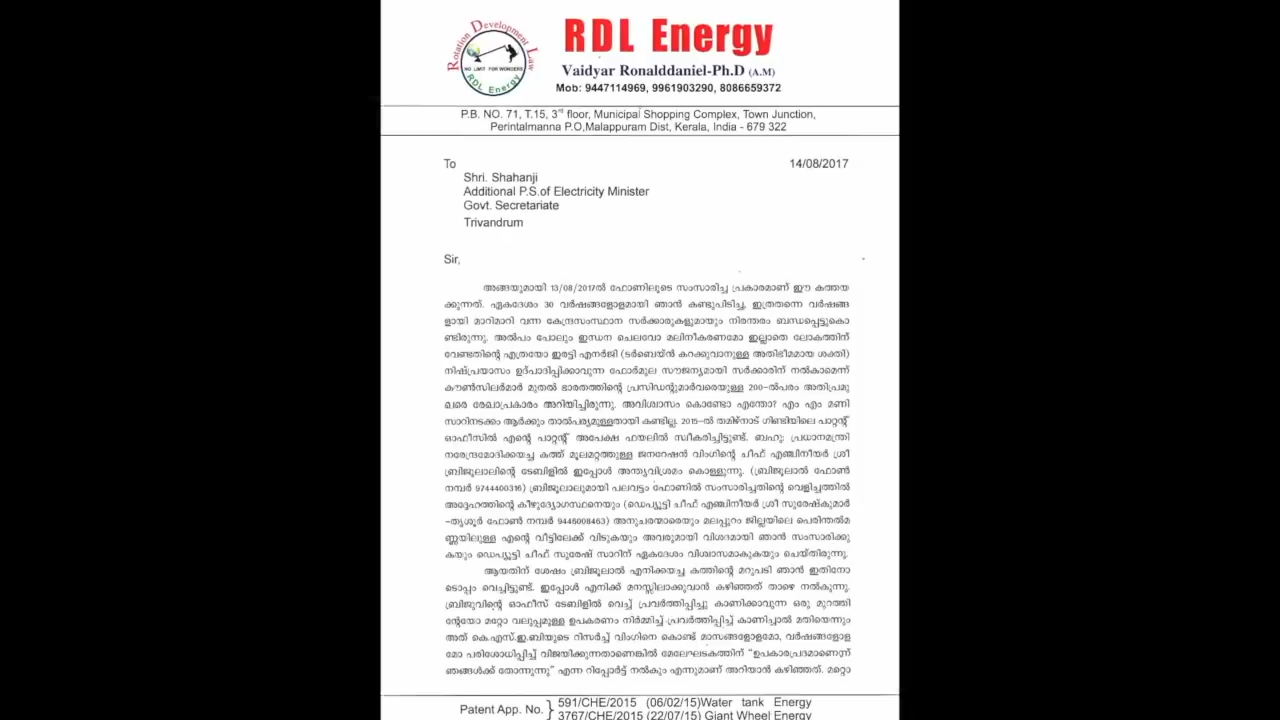 Rotation Development Law
NO LIMIT FOR WONDERS
RDL Energy
RDL Energy
Vaidyar Ronalddaniel-Ph.D (A.M)
Mob: 9447114969, 9961903290, 8086659372
P.B. NO. 71, T.15, 3rd floor, Municipal Shopping Complex, Town Junction,
Perintalmanna P.O,Malappuram Dist, Kerala, India - 679 322
To 14/08/2017
Shri. Shahanji
Additional P.S.of Electricity Minister
Govt. Secretariate
Trivandrum
Sir,
അങ്ങയുമായി 13/08/2017ൽ ഫോണിലൂടെ സംസാരിച്ച പ്രകാരമാണ് ഈ കത്തയ
ക്കുന്നത്. ഏകദേശം 30 വർഷങ്ങളോളമായി ഞാൻ കണ്ടുപിടിച്ച, ഇത്രതന്നെ വർഷങ്ങ
ളായി മാറിമാറി വന്ന കേന്ദ്രസംസ്ഥാന സർക്കാരുകളുമായും നിരന്തരം ബന്ധപ്പെട്ടുകൊ
ണ്ടിരുന്നു. അൽപം പോലും ഇന്ധന ചെലവോ മലിനീകരണമോ ഇല്ലാതെ ലോകത്തിന്
വേണ്ടതിന്റെ എത്രയോ ഇരട്ടി എനർജി (ടർബെയ്ൻ കറക്കുവാനുള്ള അതിഭീമമായ ശക്തി)
നിഷ്പ്രയാസം ഉദ്പാദിപ്പിക്കാവുന്ന ഫോർമുല സൗജന്യമായി സർക്കാരിന് നൽകാമെന്ന്
കൗൺസിലർമാർ മുതൽ ഭാരതത്തിന്റെ പ്രസിഡന്റുമാർവരെയുള്ള 200-ൽപരം അതിപ്രമു
ഖരെ രേഖാപ്രകാരം അറിയിച്ചിരുന്നു. അവിശ്വാസം കൊണ്ടോ എന്തോ? എം എം മണി
സാറിനടക്കം ആർക്കും താൽപര്യമുള്ളതായി കണ്ടില്ല. 2015-ൽ തമിഴ്നാട് ഗിണ്ടിയിലെ പാറ്റന്റ്
ഓഫീസിൽ എന്റെ പാറ്റന്റ് അപേക്ഷ ഫയലിൽ സ്വീകരിച്ചിട്ടുണ്ട്. ബഹു: പ്രധാനമന്ത്രി
നരേന്ദ്രമോദിക്കയച്ച കത്ത് മൂലമറ്റത്തുള്ള ജനറേഷൻ വിംഗിന്റെ ചീഫ് എഞ്ചിനീയർ ശ്രീ
ബ്രിജുലാലിന്റെ ടേബിളിൽ ഇപ്പോൾ അന്ത്യവിശ്രമം കൊള്ളുന്നു. (ബ്രിജുലാൽ ഫോൺ
നമ്പർ 9744400316) ബ്രിജുലാലുമായി പലവട്ടം ഫോണിൽ സംസാരിച്ചതിന്റെ വെളിച്ചത്തിൽ
അദ്ദേഹത്തിന്റെ കീഴുദ്യോഗസ്ഥനെയും (ഡെപ്യൂട്ടി ചീഫ് എഞ്ചിനീയർ ശ്രീ സുരേഷ്കുമാർ
-തൃശൂർ ഫോൺ നമ്പർ 9446008463) അനുചരന്മാരെയും മലപ്പുറം ജില്ലയിലെ പെരിന്തൽമ
ണ്ണയിലുള്ള എന്റെ വീട്ടിലേക്ക് വിടുകയും അവരുമായി വിശദമായി ഞാൻ സംസാരിക്കു
കയും ഡെപ്യൂട്ടി ചീഫ് സുരേഷ് സാറിന് ഏകദേശം വിശ്വാസമാകുകയും ചെയ്തിരുന്നു.
ആയതിന് ശേഷം ബ്രിജുലാൽ എനിക്കയച്ച കത്തിന്റെ മറുപടി ഞാൻ ഇതിനോ
ടൊപ്പം വെച്ചിട്ടുണ്ട്. ഇപ്പോൾ എനിക്ക് മനസ്സിലാക്കുവാൻ കഴിഞ്ഞത് താഴെ നൽകുന്നു.
ബ്രിജുവിന്റെ ഓഫീസ് ടേബിളിൽ വെച്ച് പ്രവർത്തിപ്പിച്ചു കാണിക്കാവുന്ന ഒരു മുറത്തി
ന്റേയോ മറ്റോ വലുപ്പമുള്ള ഉപകരണം നിർമ്മിച്ച് പ്രവർത്തിപ്പിച്ച് കാണിച്ചാൽ മതിയെന്നും
അത് കെ.എസ്.ഇ.ബിയുടെ റിസർച്ച് വിംഗിനെ കൊണ്ട് മാസങ്ങളോളമോ, വർഷങ്ങളോള
മോ പരിശോധിപ്പിച്ച് വിജയിക്കുന്നതാണെങ്കിൽ മേലേഘടകത്തിന് "ഉപകാരപ്രദമാണെന്ന്
ഞങ്ങൾക്ക് തോന്നുന്നു" എന്ന റിപ്പോർട്ട് നൽകും എന്നുമാണ് അറിയാൻ കഴിഞ്ഞത്. മറ്റൊ
Patent App. No. } 591/CHE/2015 (06/02/15)Water tank Energy
3767/CHE/2015 (22/07/15) Giant Wheel Energy